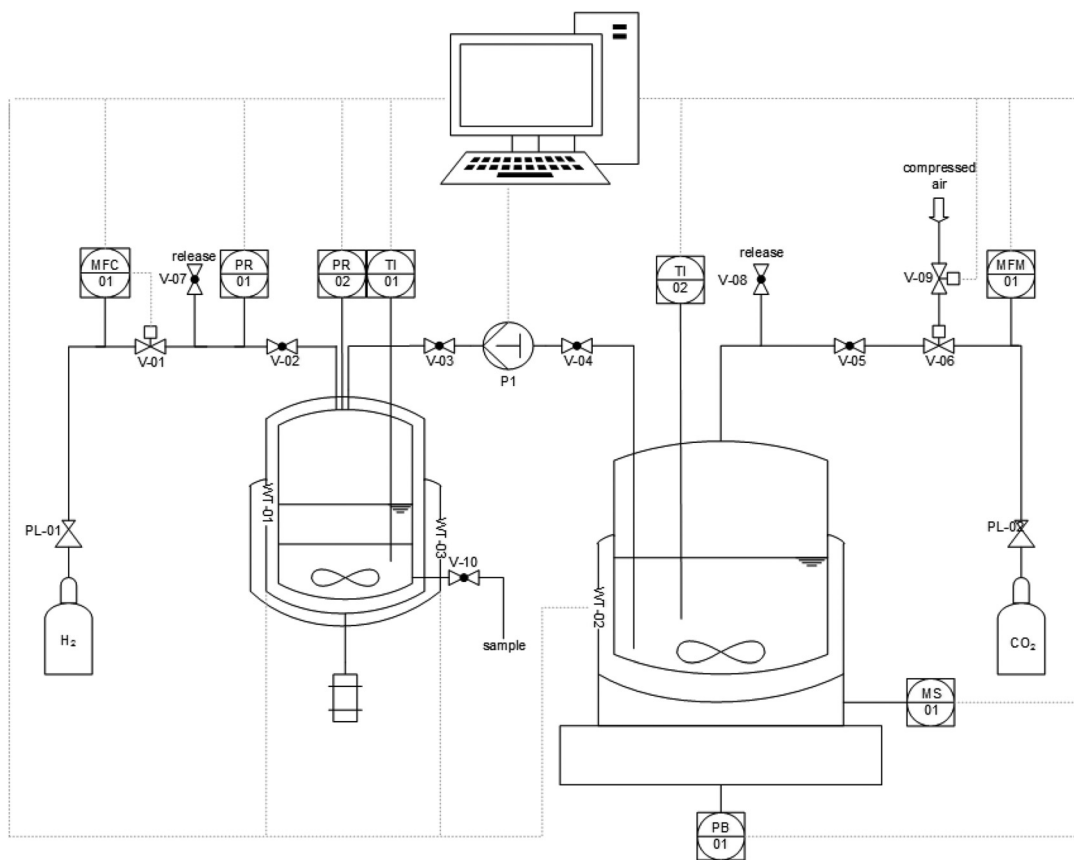 compressed
air
release
MFC
01
V-07
PR
01
PR
02
TI
01
TI
02
release
V-08
V-09
MFM
01
V-01
V-02
V-03
P1
V-04
V-05
V-06
PL-01
WT-01
WT-03
V-10
sample
WT-02
PL-02
H₂
CO₂
MS
01
PB
01